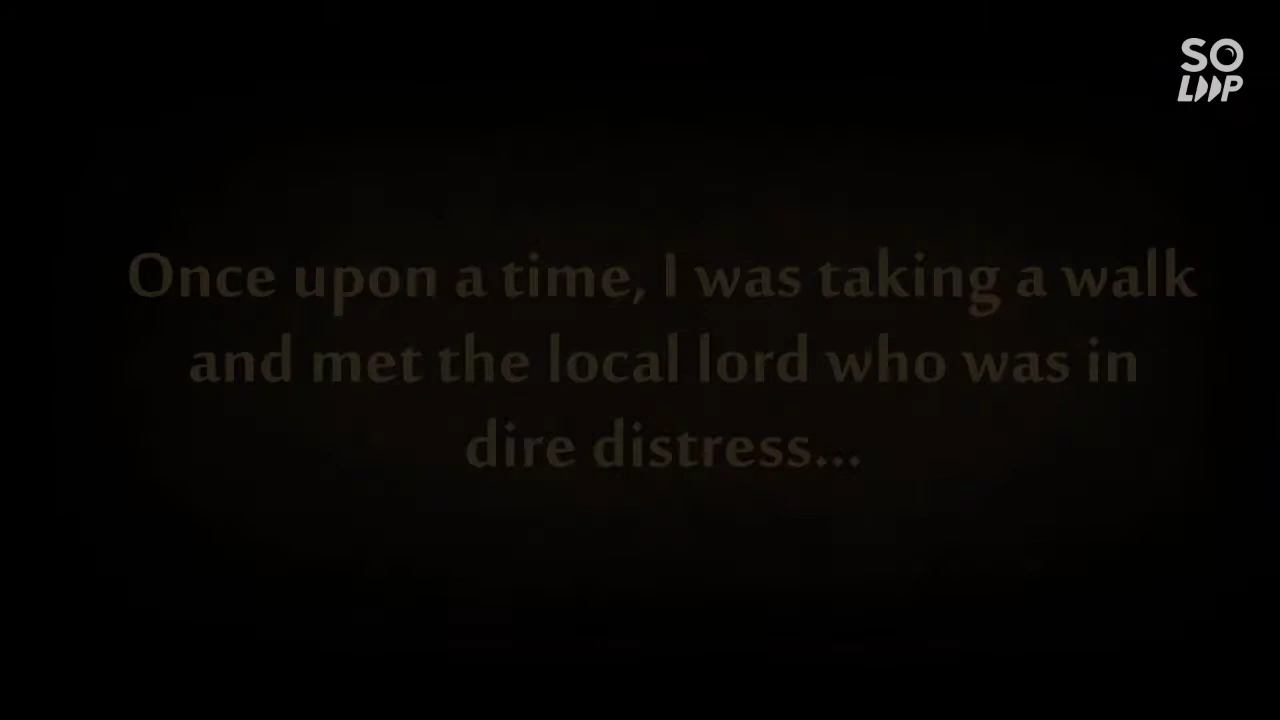 SO
LOOP
Once upon a time, I was taking a walk
and met the local lord who was in
dire distress...